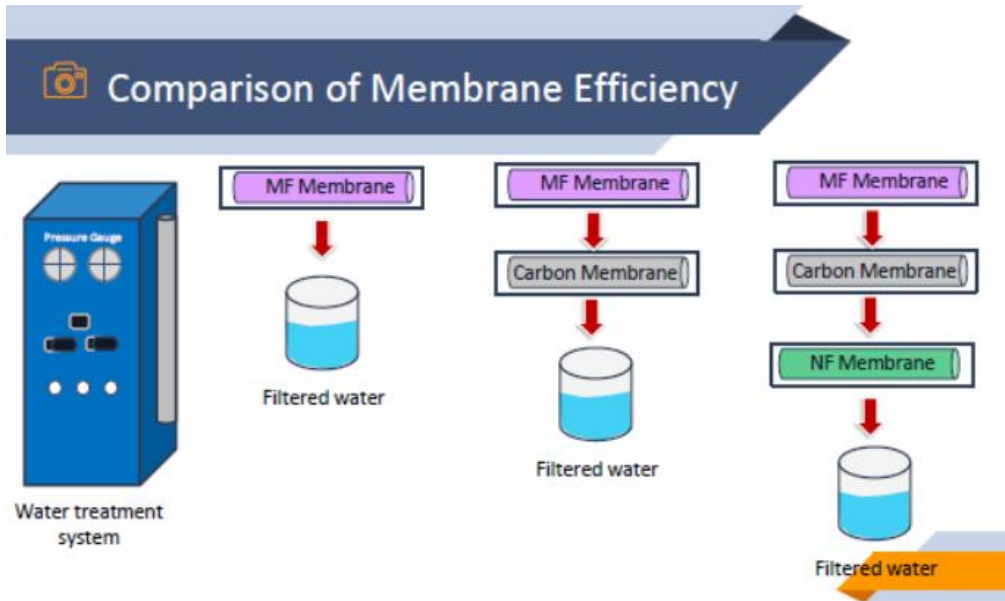 Comparison of Membrane Efficiency
Pressure Gauge
Water treatment
system
MF Membrane
Filtered water
MF Membrane
Carbon Membrane
Filtered water
MF Membrane
Carbon Membrane
NF Membrane
Filtered water